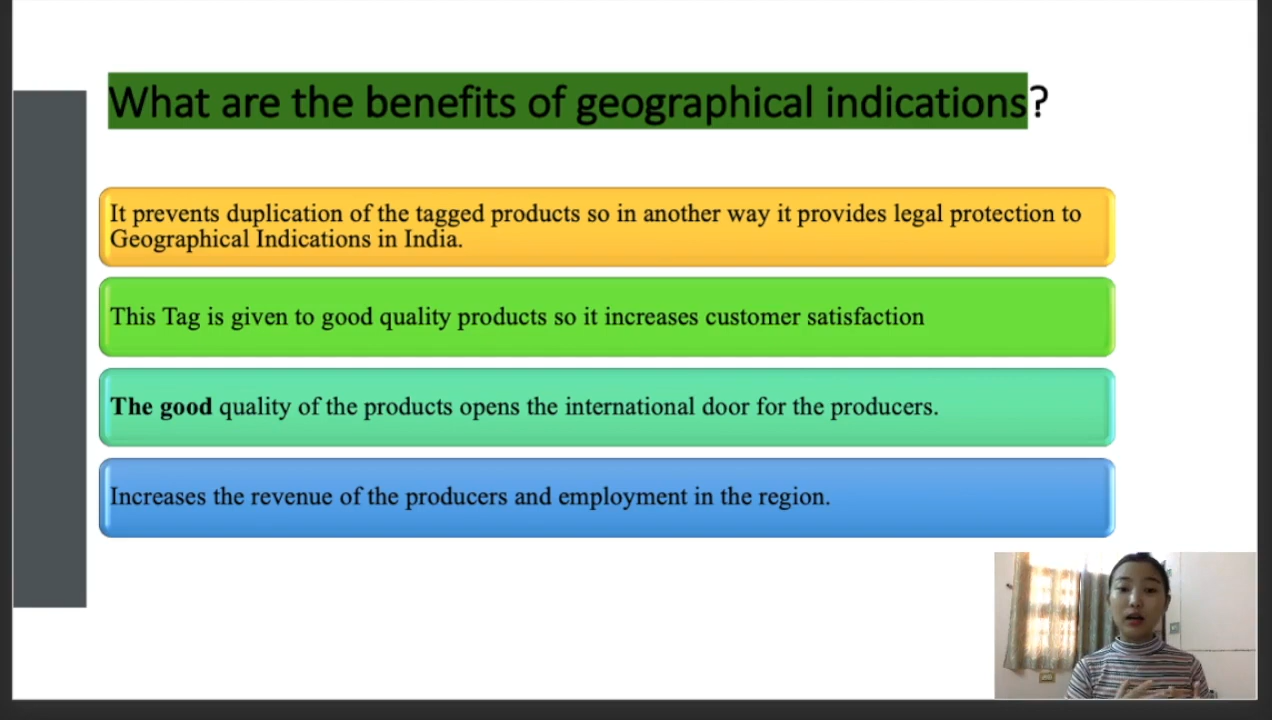 What are the benefits of geographical indications?
It prevents duplication of the tagged products so in another way it provides legal protection to
Geographical Indications in India.
This Tag is given to good quality products so it increases customer satisfaction
The good quality of the products opens the international door for the producers.
Increases the revenue of the producers and employment in the region.